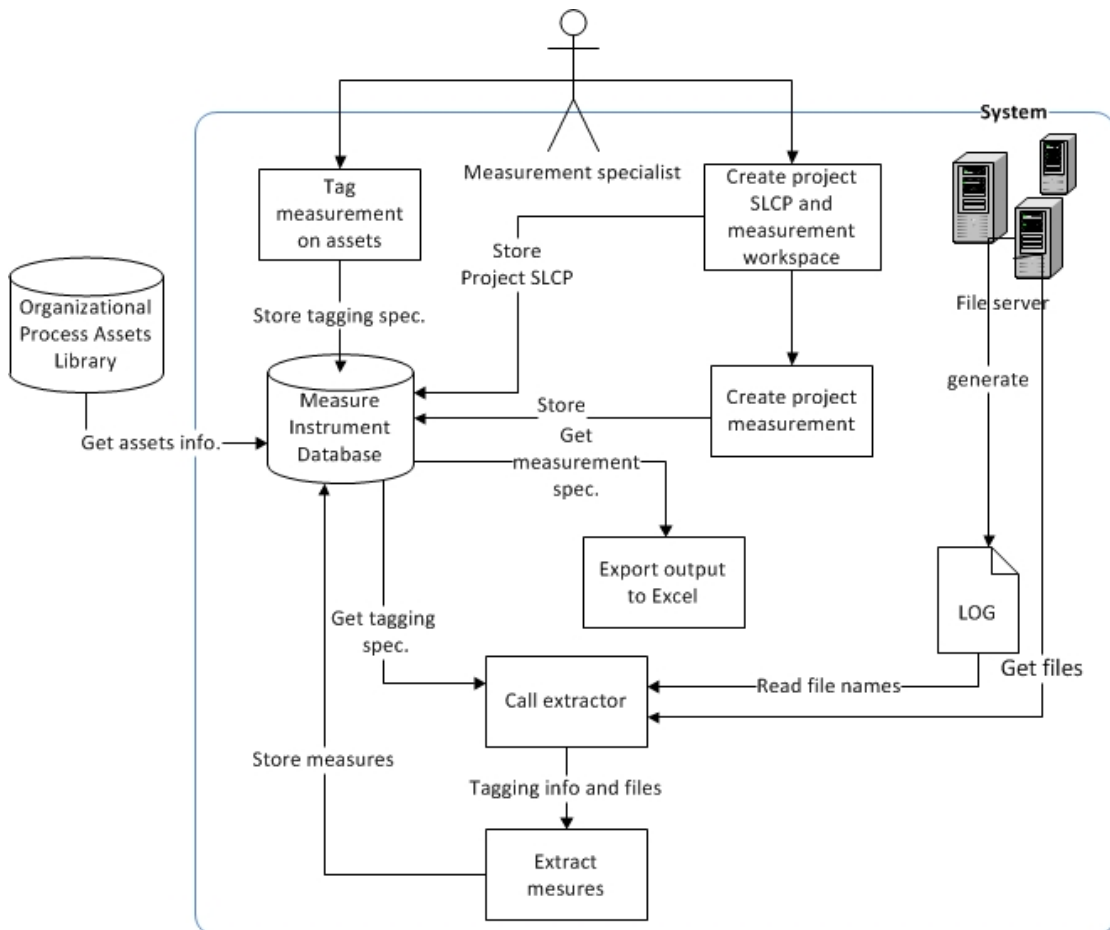 System
Measurement specialist
Tag
measurement
on assets
Create project
SLCP and
measurement
workspace
Store
Project SLCP
File server
Organizational
Process Assets
Library
Store tagging spec.
generate
Measure
Instrument
Database
Create project
measurement
Store
Get assets info.
Get
measurement
spec.
Export output
to Excel
LOG
Get tagging
spec.
Get files
Call extractor
Read file names
Store measures
Tagging info and files
Extract
mesures